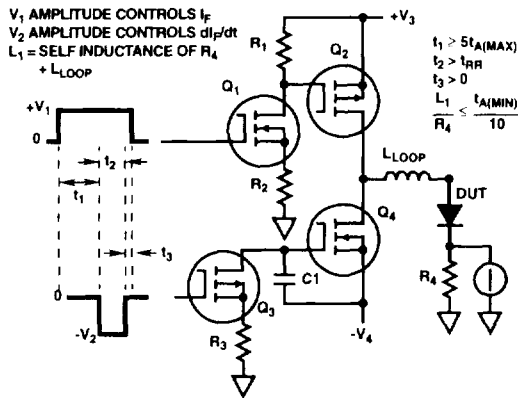 V1 AMPLITUDE CONTROLS IF
V2 AMPLITUDE CONTROLS dIF/dt
L1 = SELF INDUCTANCE OF R4
+ LLOOP
+V3
t1 ≥ 5tA(MAX)
t2 > tRR
t3 > 0
L1/R4 ≤ tA(MIN)/10
R1
Q2
Q1
+V1
0
t2
t1
t3
R2
LLOOP
DUT
Q4
R4
C1
0
-V2
Q3
R3
-V4